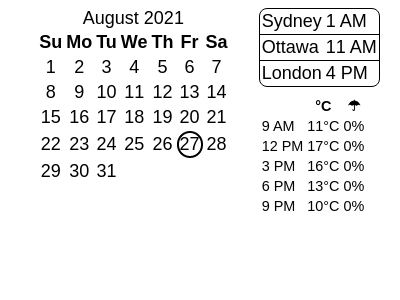 August 2021
Su Mo Tu We Th Fr Sa
1 2 3 4 5 6 7
8 9 10 11 12 13 14
15 16 17 18 19 20 21
22 23 24 25 26 27 28
29 30 31
Sydney 1 AM
Ottawa 11 AM
London 4 PM
°C ☂
9 AM 11°C 0%
12 PM 17°C 0%
3 PM 16°C 0%
6 PM 13°C 0%
9 PM 10°C 0%